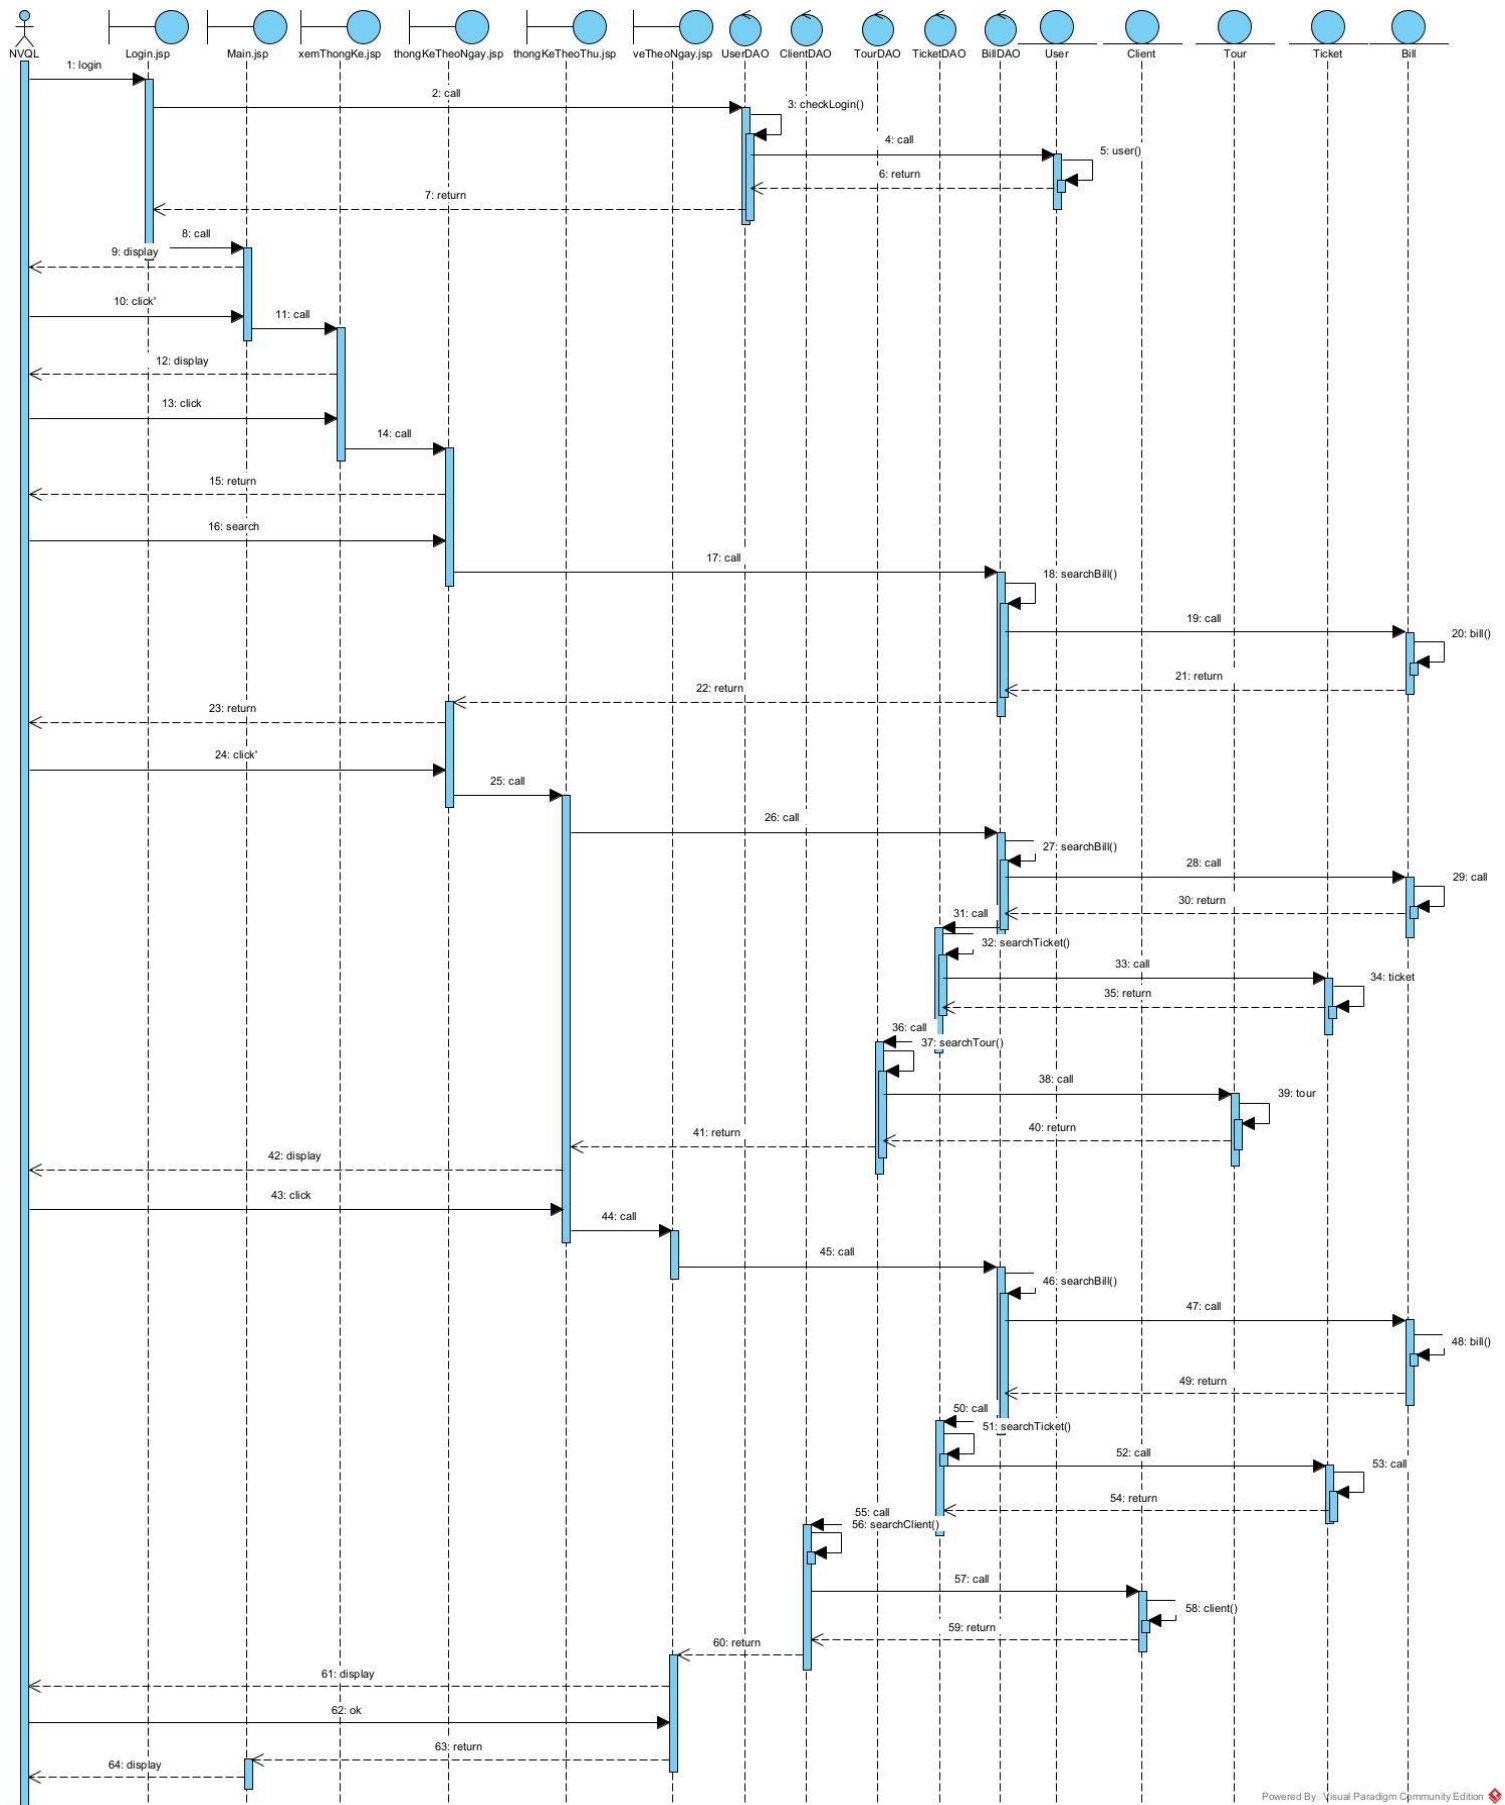 NVQL
Login.jsp
Main.jsp
xemThongKe.jsp
thongKeTheoNgay.jsp
thongKeTheoThu.jsp
veTheoNgay.jsp
UserDAO
ClientDAO
TourDAO
TicketDAO
BillDAO
User
Client
Tour
Ticket
Bill
1: login
2: call
3: checkLogin()
4: call
5: user()
6: return
7: return
8: call
9: display
10: click'
11: call
12: display
13: click
14: call
15: return
16: search
17: call
18: searchBill()
19: call
20: bill()
21: return
22: return
23: return
24: click'
25: call
26: call
27: searchBill()
28: call
29: call
30: return
31: call
32: searchTicket()
33: call
34: ticket
35: return
36: call
37: searchTour()
38: call
39: tour
40: return
41: return
42: display
43: click
44: call
45: call
46: searchBill()
47: call
48: bill()
49: return
50: call
51: searchTicket()
52: call
53: call
54: return
55: call
56: searchClient()
57: call
58: client()
59: return
60: return
61: display
62: ok
63: return
64: display
Powered By: Visual Paradigm Community Edition